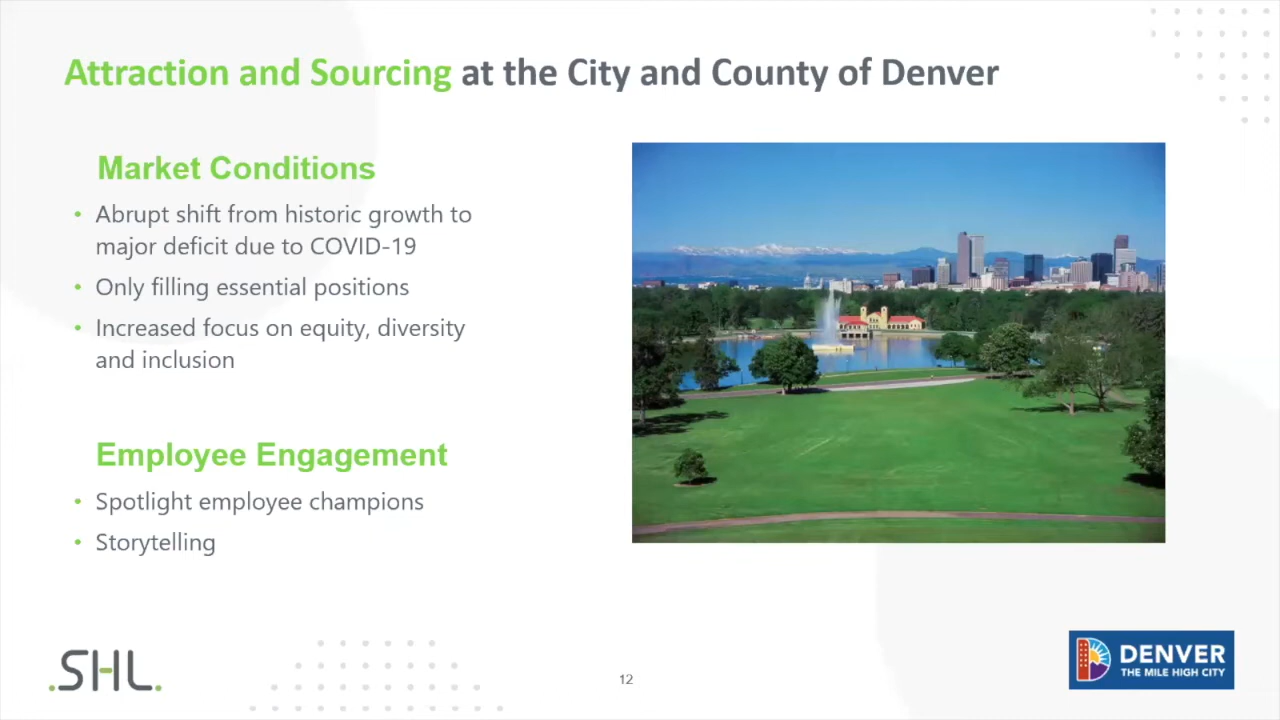 Attraction and Sourcing at the City and County of Denver
Market Conditions
• Abrupt shift from historic growth to
major deficit due to COVID-19
• Only filling essential positions
• Increased focus on equity, diversity
and inclusion
Employee Engagement
• Spotlight employee champions
• Storytelling
.SHL.
12
DENVER
THE MILE HIGH CITY